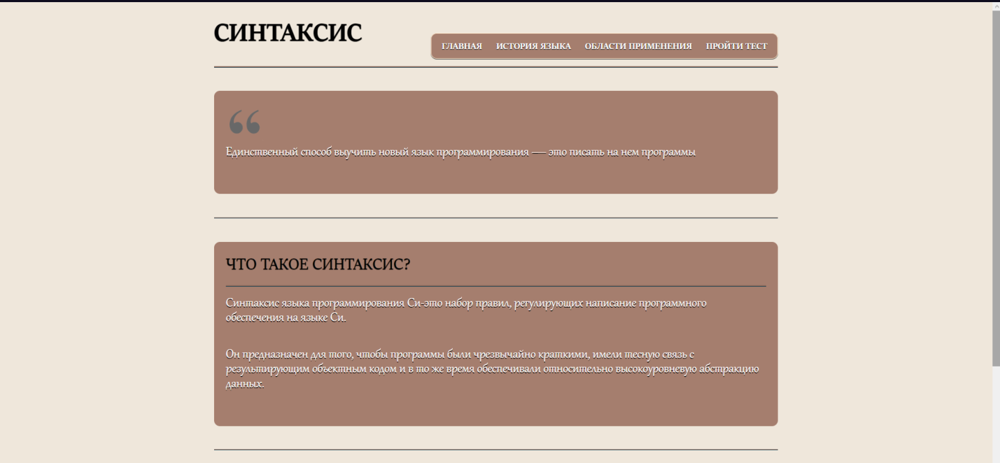 СИНТАКСИС
ГЛАВНАЯ ИСТОРИЯ ЯЗЫКА ОБЛАСТИ ПРИМЕНЕНИЯ ПРОЙТИ ТЕСТ
“
Единственный способ выучить новый язык программирования — это писать на нем программы
ЧТО ТАКОЕ СИНТАКСИС?
Синтаксис языка программирования Си-это набор правил, регулирующих написание программного
обеспечения на языке Си.
Он предназначен для того, чтобы программы были чрезвычайно краткими, имели тесную связь с
результирующим объектным кодом и в то же время обеспечивали относительно высокоуровневую абстракцию
данных.